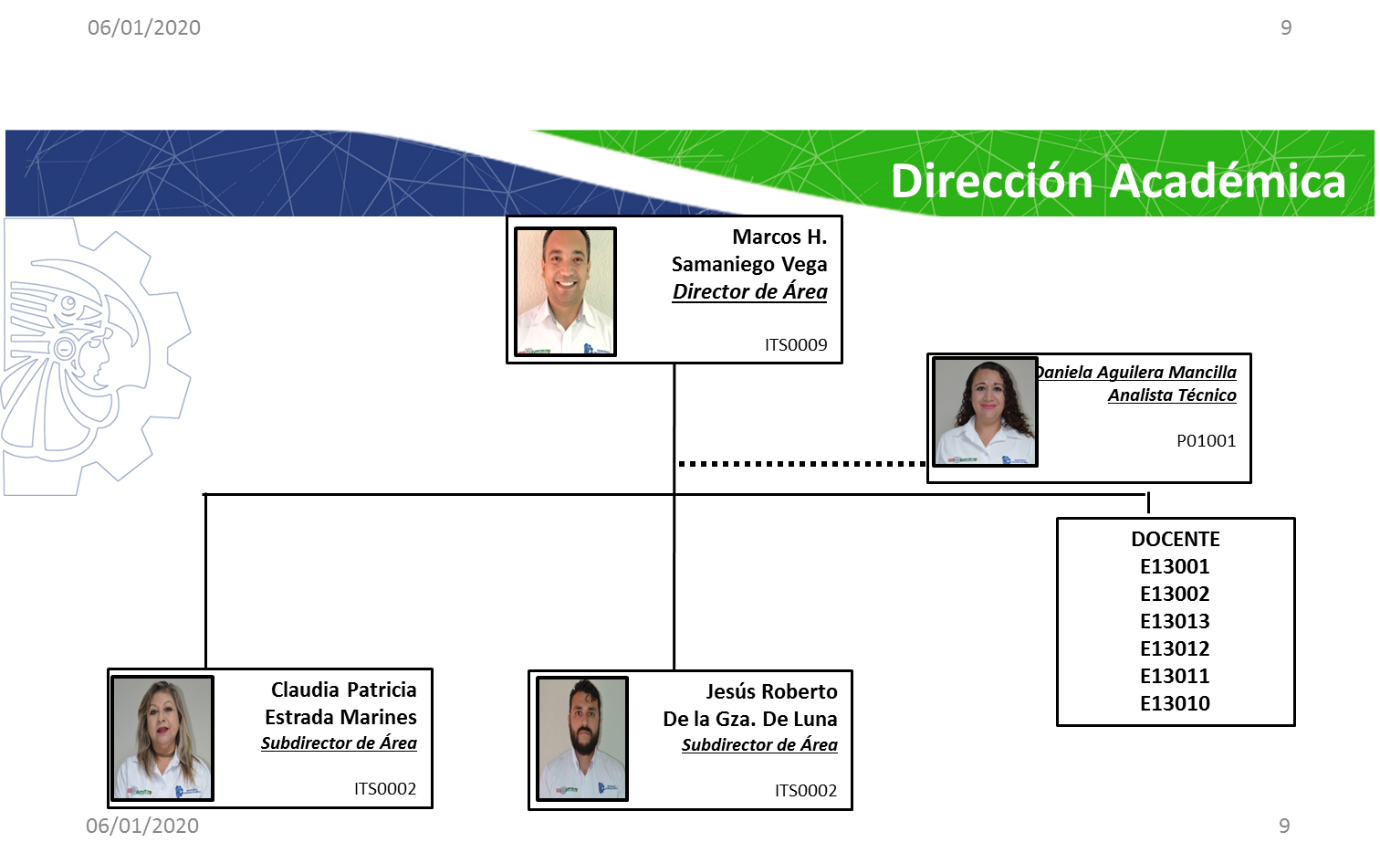 06/01/2020
9
Dirección Académica
Marcos H.
Samaniego Vega
Director de Área
ITS0009
Daniela Aguilera Mancilla
Analista Técnico
P01001
DOCENTE
E13001
E13002
E13013
E13012
E13011
E13010
Claudia Patricia
Estrada Marines
Subdirector de Área
ITS0002
Jesús Roberto
De la Gza. De Luna
Subdirector de Área
ITS0002
06/01/2020
9